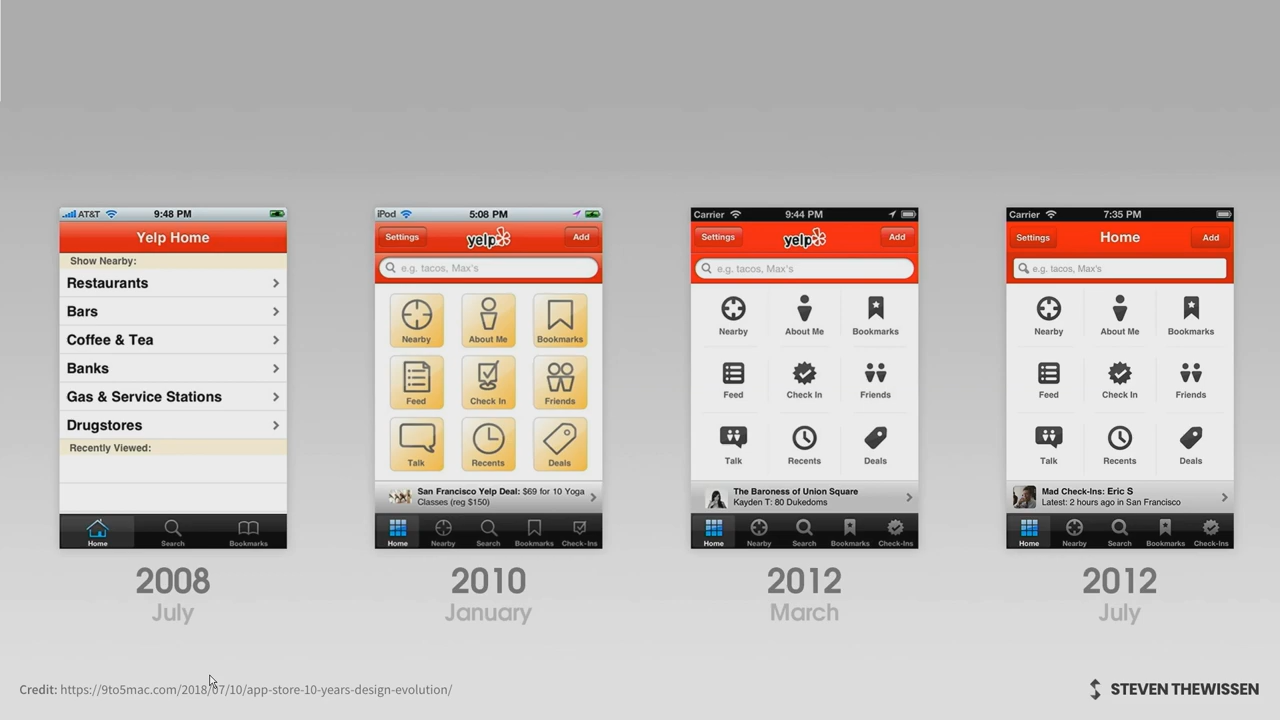 AT&T 9:48 PM
Yelp Home
Show Nearby:
Restaurants
Bars
Coffee & Tea
Banks
Gas & Service Stations
Drugstores
Recently Viewed:
Home Search Bookmarks
2008
July
iPod 5:08 PM
Settings yelp Add
e.g. tacos, Max's
Nearby About Me Bookmarks
Feed Check In Friends
Talk Recents Deals
San Francisco Yelp Deal: $69 for 10 Yoga
Classes (reg $150)
Home Nearby Search Bookmarks Check-Ins
2010
January
Carrier 9:44 PM
Settings yelp Add
e.g. tacos, Max's
Nearby About Me Bookmarks
Feed Check In Friends
Talk Recents Deals
The Baroness of Union Square
Kayden T: 80 Dukedoms
Home Nearby Search Bookmarks Check-Ins
2012
March
Carrier 7:35 PM
Settings Home Add
e.g. tacos, Max's
Nearby About Me Bookmarks
Feed Check In Friends
Talk Recents Deals
Mad Check-Ins: Eric S
Latest: 2 hours ago in San Francisco
Home Nearby Search Bookmarks Check-Ins
2012
July
Credit: https://9to5mac.com/2018/07/10/app-store-10-years-design-evolution/
STEVEN THEWISSEN